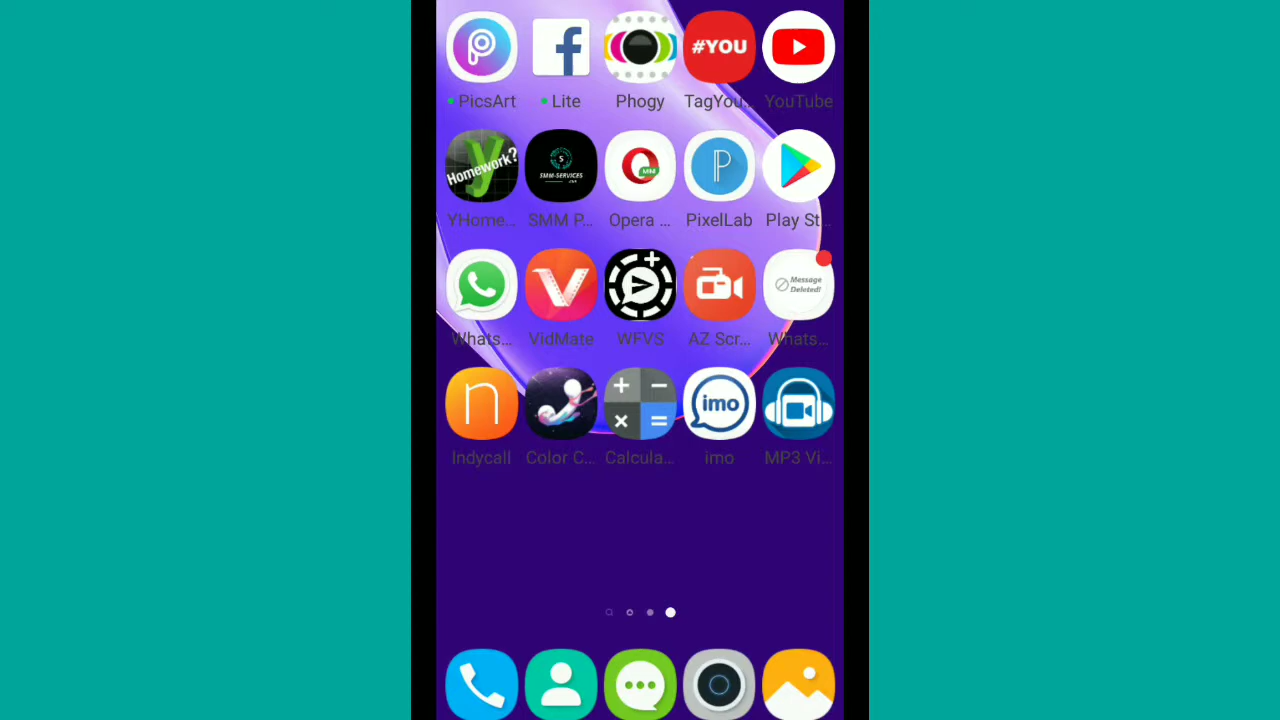 #YOU
PicsArt
Lite
Phogy
TagYou..
YouTube
Homework?
y
S
SMM-SERVICES
MINI
P
YHome...
SMM P...
Opera ...
PixelLab
Play St...
Message
Deleted!
Whats...
VidMate
WFVS
AZ Scr...
Whats...
n
+ −
× =
imo
Indycall
Color C...
Calcula...
imo
MP3 Vi...